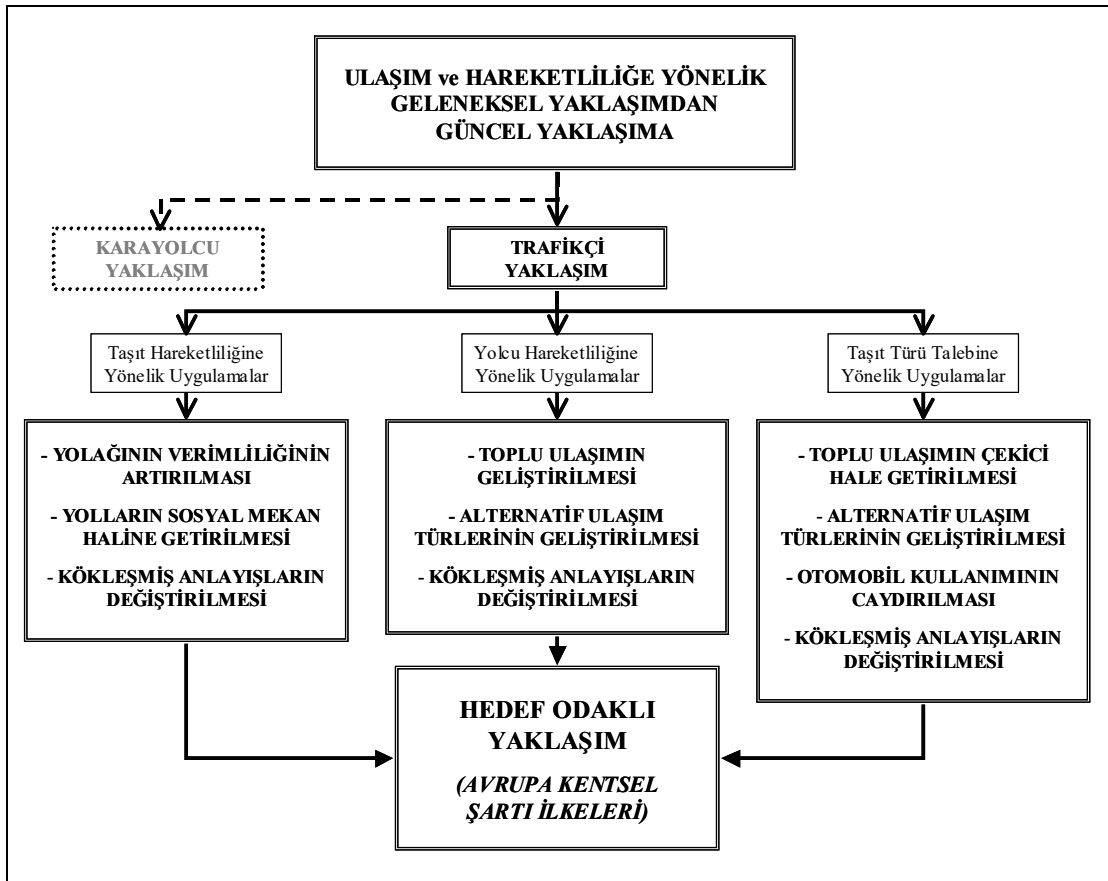 ULAŞIM ve HAREKETLİLİĞE YÖNELİK
GELENEKSEL YAKLAŞIMDAN
GÜNCEL YAKLAŞIMA
KARAYOLCU
YAKLAŞIM
TRAFİKÇİ
YAKLAŞIM
Taşıt Hareketliliğine
Yönelik Uygulamalar
Yolcu Hareketliliğine
Yönelik Uygulamalar
Taşıt Türü Talebine
Yönelik Uygulamalar
- YOLAĞININ VERİMLİLİĞİNİN
ARTIRILMASI
- YOLLARIN SOSYAL MEKAN
HALİNE GETİRİLMESİ
- KÖKLEŞMİŞ ANLAYIŞLARIN
DEĞİŞTİRİLMESİ
- TOPLU ULAŞIMIN
GELİŞTİRİLMESİ
- ALTERNATİF ULAŞIM
TÜRLERİNİN GELİŞTİRİLMESİ
- KÖKLEŞMİŞ ANLAYIŞLARIN
DEĞİŞTİRİLMESİ
- TOPLU ULAŞIMIN ÇEKİCİ
HALE GETİRİLMESİ
- ALTERNATİF ULAŞIM
TÜRLERİNİN GELİŞTİRİLMESİ
- OTOMOBİL KULLANIMININ
CAYDIRILMASI
- KÖKLEŞMİŞ ANLAYIŞLARIN
DEĞİŞTİRİLMESİ
HEDEF ODAKLI
YAKLAŞIM
(AVRUPA KENTSEL
ŞARTI İLKELERİ)